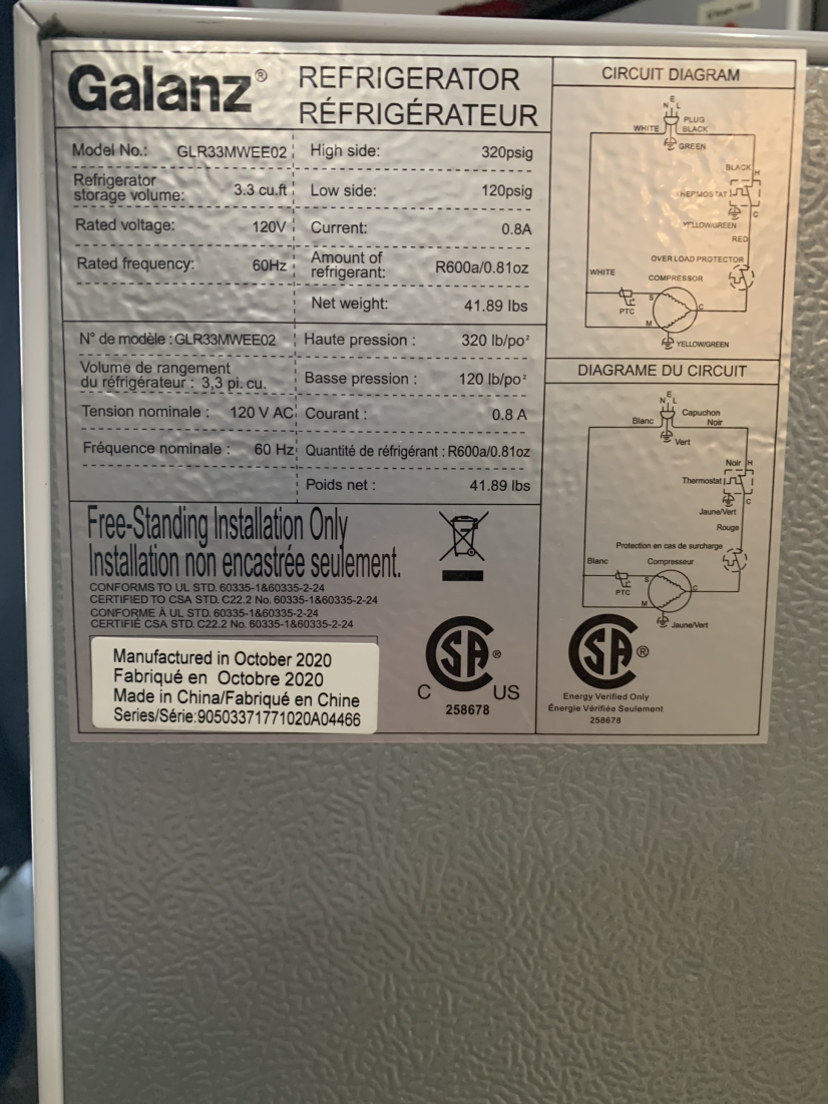 Galanz®
REFRIGERATOR
RÉFRIGÉRATEUR
Model No.: GLR33MWEE02
High side: 320psig
Refrigerator
storage volume: 3.3 cu.ft
Low side: 120psig
Rated voltage: 120V
Current: 0.8A
Rated frequency: 60Hz
Amount of
refrigerant: R600a/0.81oz
Net weight: 41.89 lbs
N° de modèle : GLR33MWEE02
Haute pression : 320 lb/po²
Volume de rangement
du réfrigérateur : 3,3 pi. cu.
Basse pression : 120 lb/po²
Tension nominale : 120 V AC
Courant : 0.8 A
Fréquence nominale : 60 Hz
Quantité de réfrigérant : R600a/0.81oz
Poids net : 41.89 lbs
Free-Standing Installation Only
Installation non encastrée seulement.
CONFORMS TO UL STD. 60335-1&60335-2-24
CERTIFIED TO CSA STD. C22.2 No. 60335-1&60335-2-24
CONFORME À UL STD. 60335-1&60335-2-24
CERTIFIÉ CSA STD. C22.2 No. 60335-1&60335-2-24
Manufactured in October 2020
Fabriqué en Octobre 2020
Made in China/Fabriqué en Chine
Series/Série:90503371771020A04466
CSA®
C US
258678
CIRCUIT DIAGRAM
E
N L
PLUG
WHITE BLACK
GREEN
BLACK H
THERMOSTAT
C
YELLOW/GREEN
RED
OVER LOAD PROTECTOR
WHITE
COMPRESSOR
S
C
PTC
M
YELLOW/GREEN
DIAGRAME DU CIRCUIT
E
N L
Capuchon
Blanc Noir
Vert
Noir H
Thermostat
C
Jaune/Vert
Rouge
Protection en cas de surcharge
Blanc
Compresseur
S
C
PTC
M
Jaune/Vert
CSA®
Energy Verified Only
Énergie Vérifiée Seulement
258678